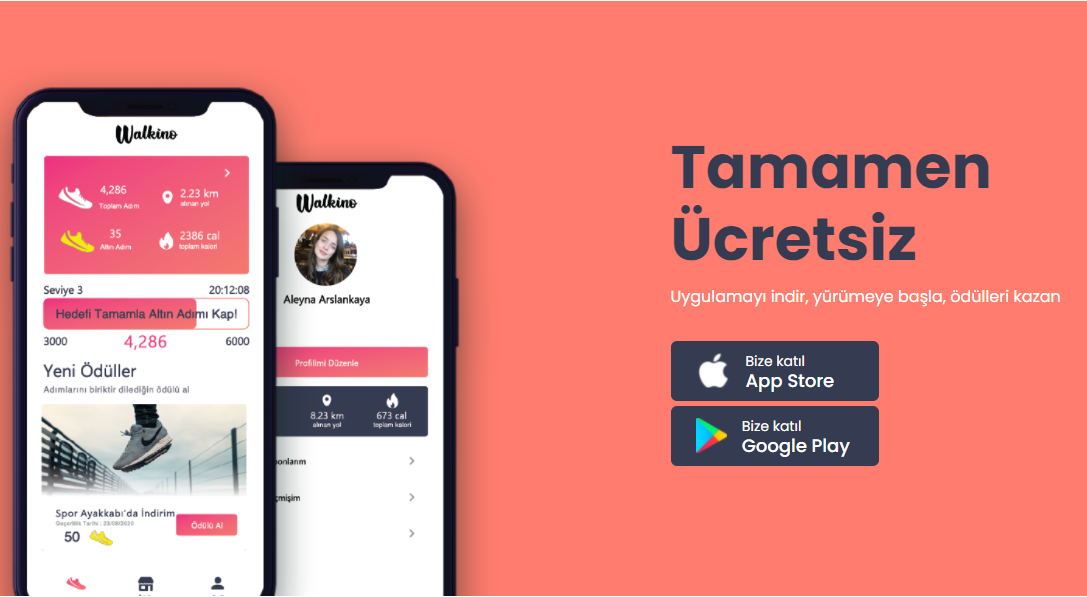 Walkino
4,286
Toplam Adım
2.23 km
alınan yol
35
Altın Adım
2386 cal
toplam kalori
Seviye 3
20:12:08
Hedefi Tamamla Altın Adımı Kap!
3000
4,286
6000
Yeni Ödüller
Adımlarını biriktir dilediğin ödülü al
Spor Ayakkabı'da İndirim
Geçerlilik Tarihi : 23/08/2020
50
Ödülü Al
Walkino
Aleyna Arslankaya
Profilimi Düzenle
8.23 km
alınan yol
673 cal
toplam kalori
ponlarım
çmişim
Tamamen
Ücretsiz
Uygulamayı indir, yürümeye başla, ödülleri kazan
Bize katıl
App Store
Bize katıl
Google Play